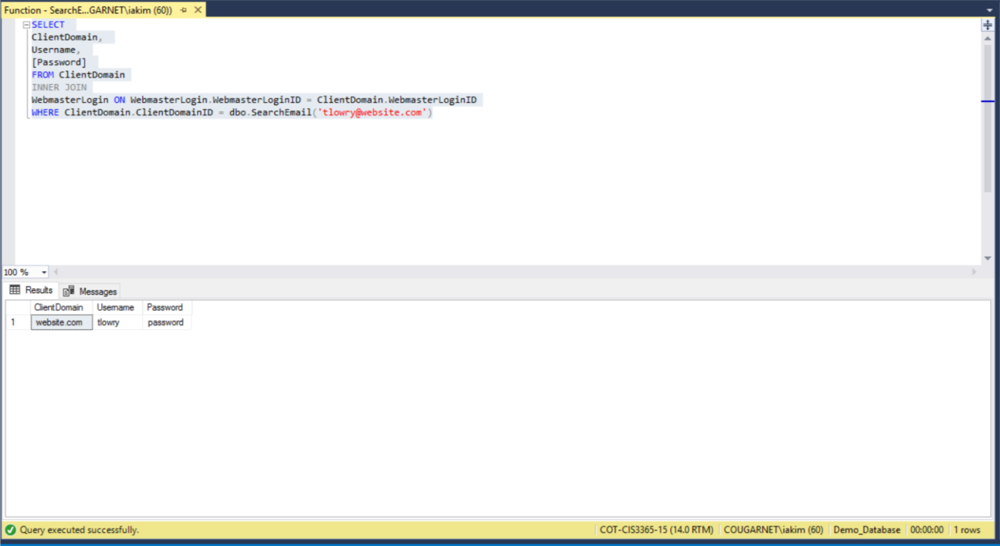 Function - SearchE...GARNET\iakim (60))
SELECT
ClientDomain,
Username,
[Password]
FROM ClientDomain
INNER JOIN
WebmasterLogin ON WebmasterLogin.WebmasterLoginID = ClientDomain.WebmasterLoginID
WHERE ClientDomain.ClientDomainID = dbo.SearchEmail('tlowry@website.com')
100 %
Results Messages
ClientDomain Username Password
1 website.com tlowry password
Query executed successfully. COT-CIS3365-15 (14.0 RTM) COUGARNET\iakim (60) Demo_Database 00:00:00 1 rows